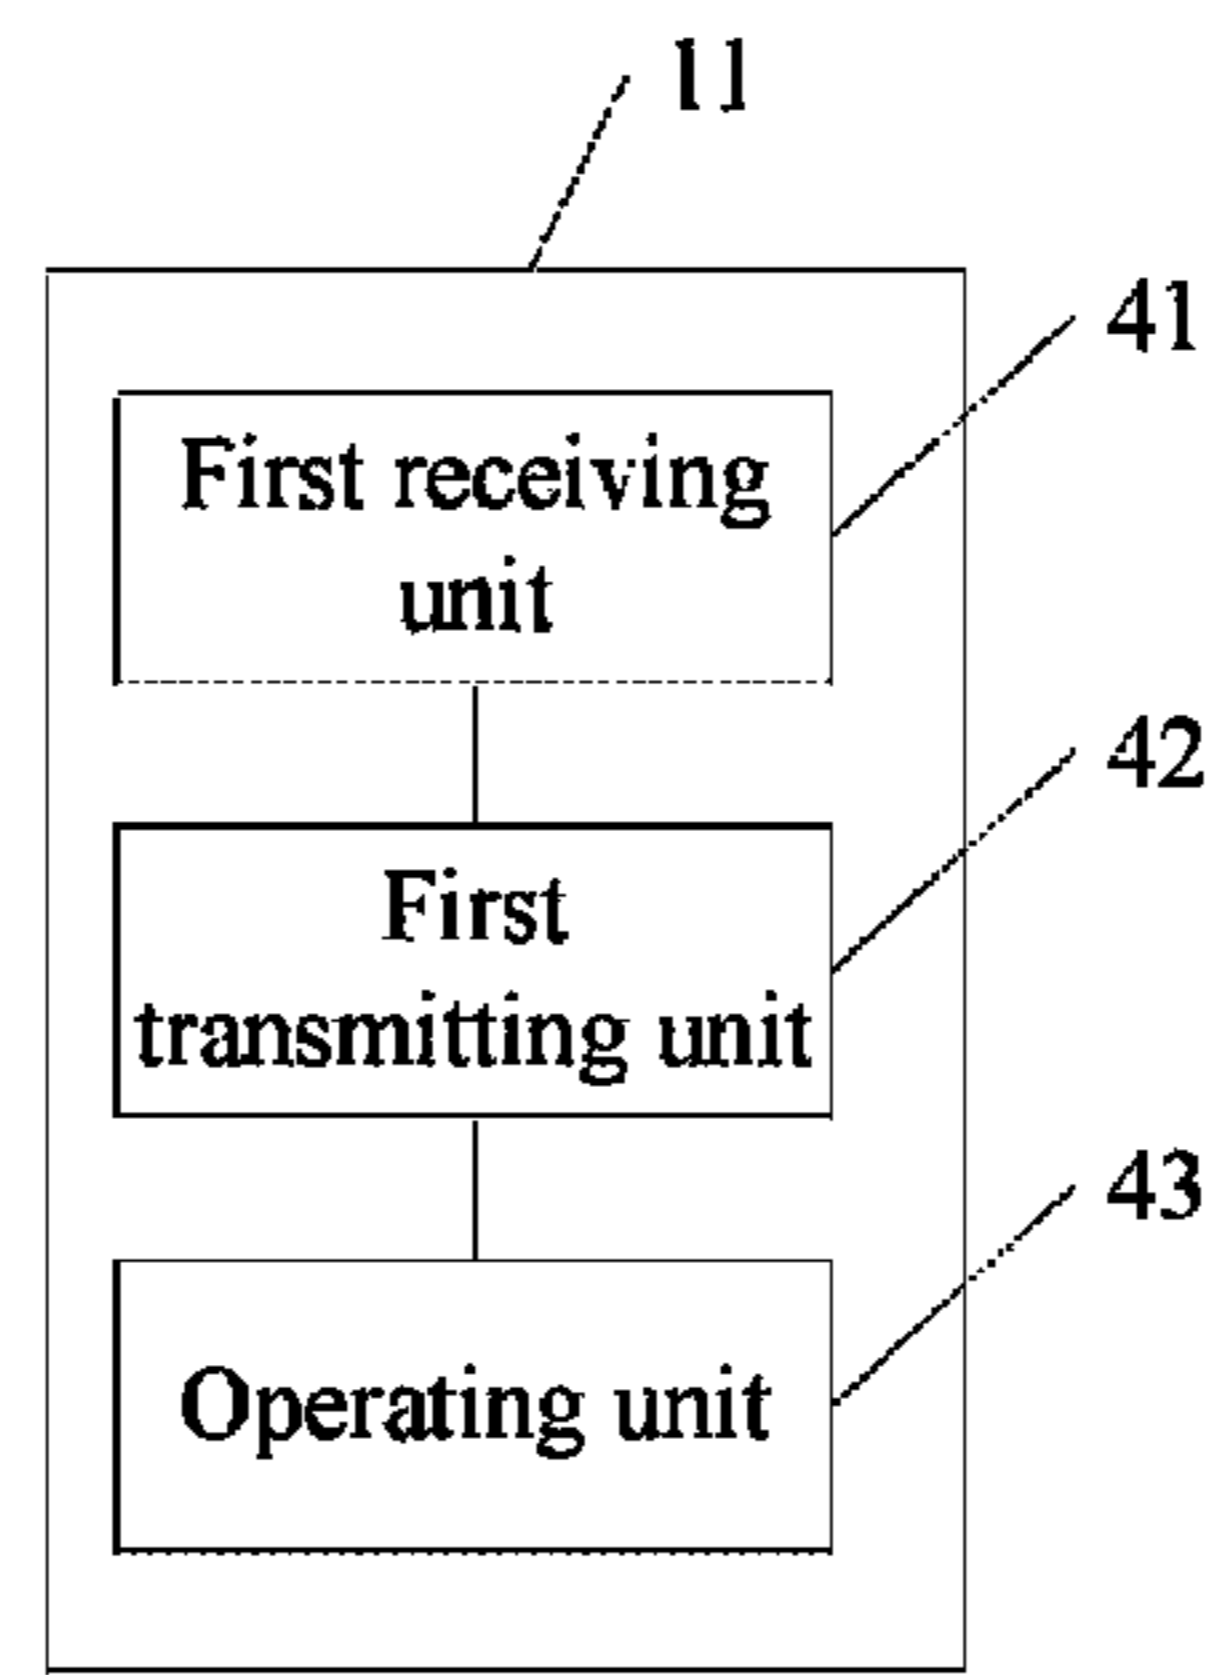 11
41
First receiving
unit
42
First
transmitting unit
43
Operating unit